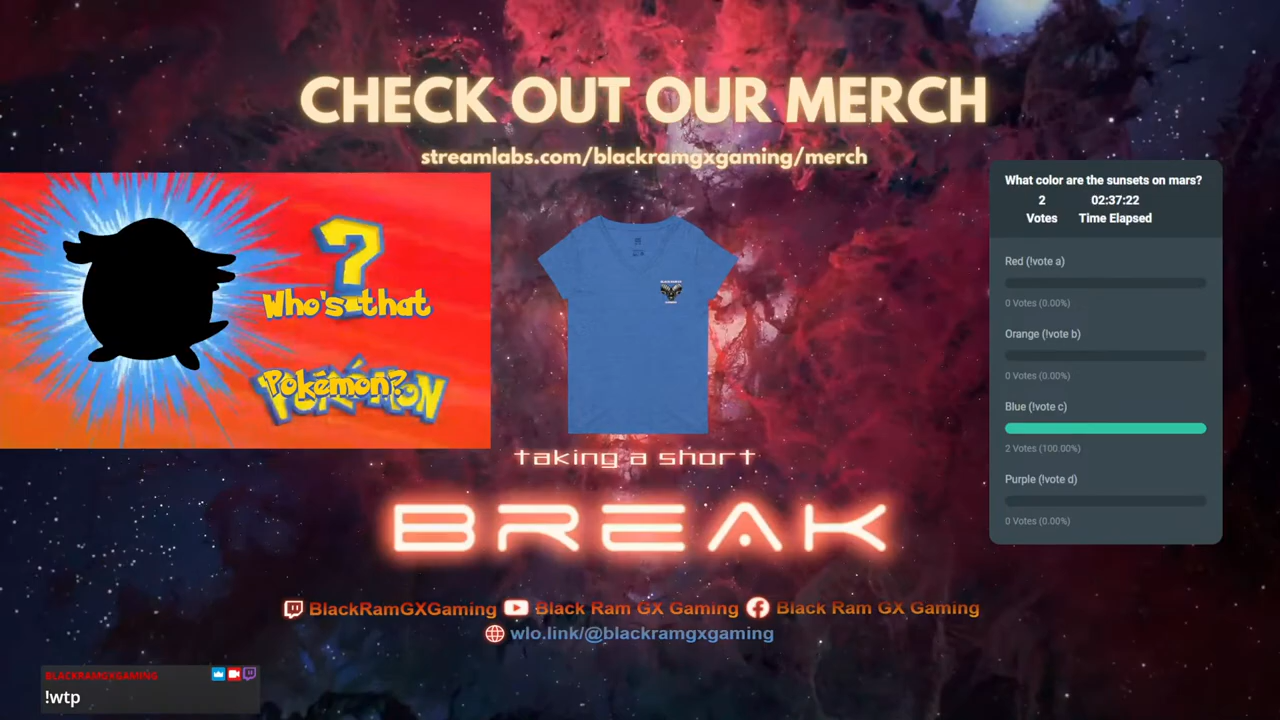 CHECK OUT OUR MERCH
streamlabs.com/blackramgxgaming/merch
?
Who's that
Pokémon?
POKÉMON
What color are the sunsets on mars?
2 02:37:22
Votes Time Elapsed
Red (!vote a)
0 Votes (0.00%)
Orange (!vote b)
0 Votes (0.00%)
Blue (!vote c)
2 Votes (100.00%)
Purple (!vote d)
0 Votes (0.00%)
taking a short
BREAK
BlackRamGXGaming Black Ram GX Gaming Black Ram GX Gaming
wlo.link/@blackramgxgaming
BLACKRAMGXGAMING
!wtp